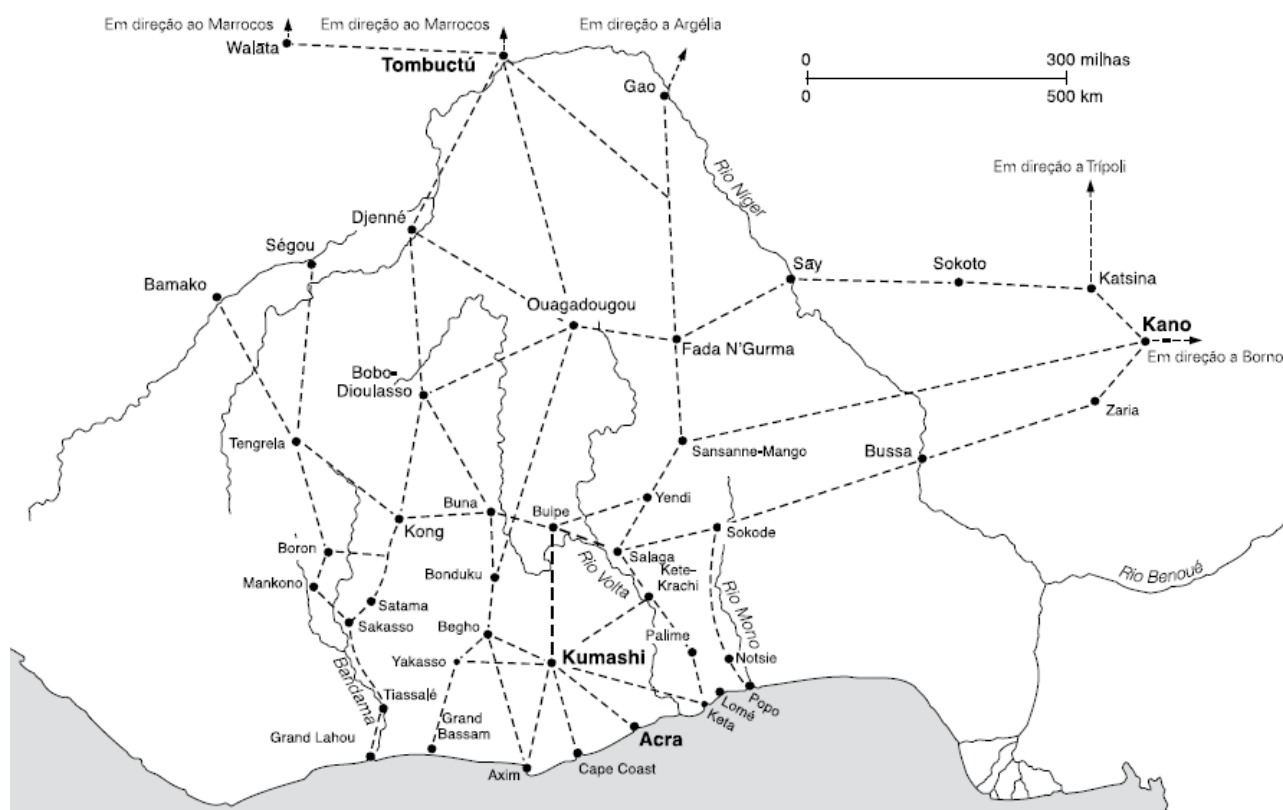 Em direção ao Marrocos
Em direção ao Marrocos
Em direção a Argélia
Walāta
Tombuctú
Gao
0
300 milhas
0
500 km
Rio Níger
Em direção a Trípoli
Djenné
Ségou
Bamako
Sāy
Sokoto
Katsina
Ouagadougou
Fada N'Gurma
Kano
Em direção a Borno
Bobo-
Dioulasso
Zaria
Tengrela
Sansanne-Mango
Bussa
Yendi
Buna
Buipe
Kong
Sokode
Boron
Salaga
Bonduku
Rio Volta
Kete-
Krachi
Rio Mono
Rio Benoué
Mankono
Satama
Sakasso
Begho
Palime
Yakasso
Kumashi
Notsie
Bandama
Tiassalé
Popo
Lomé
Keta
Grand
Bassam
Grand Lahou
Acra
Axim
Cape Coast